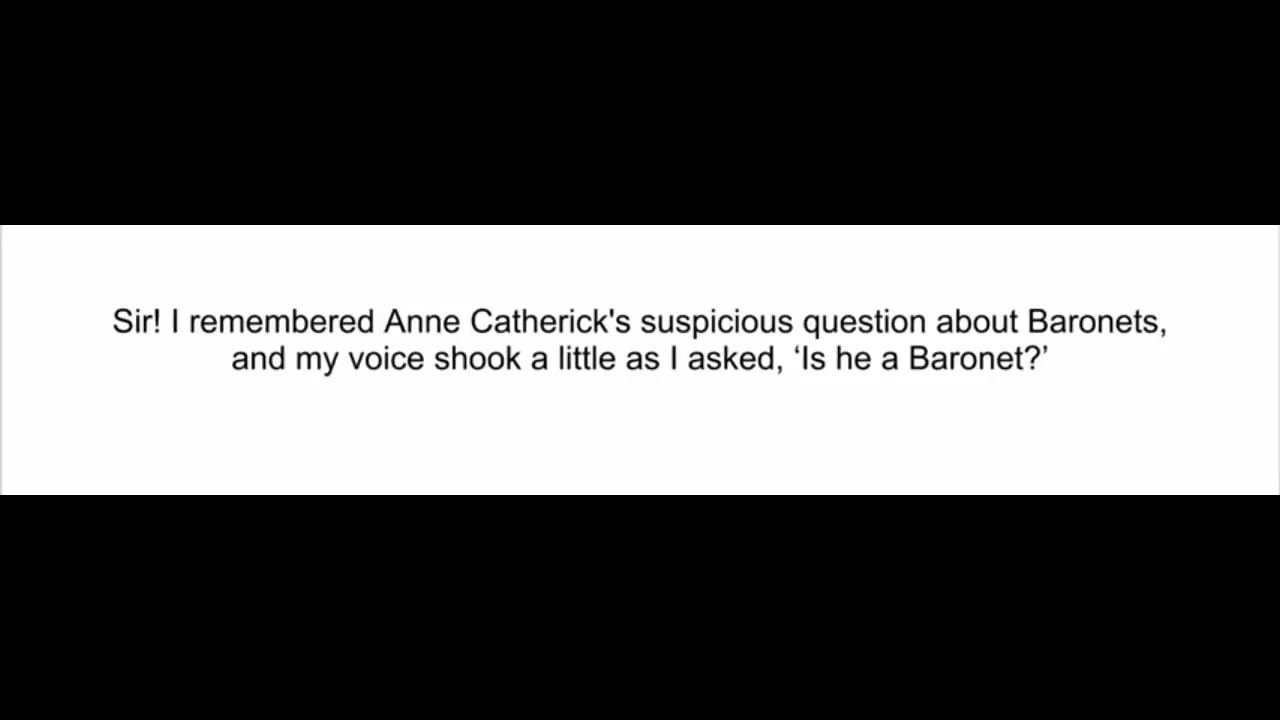 Sir! I remembered Anne Catherick's suspicious question about Baronets,
and my voice shook a little as I asked, ‘Is he a Baronet?’